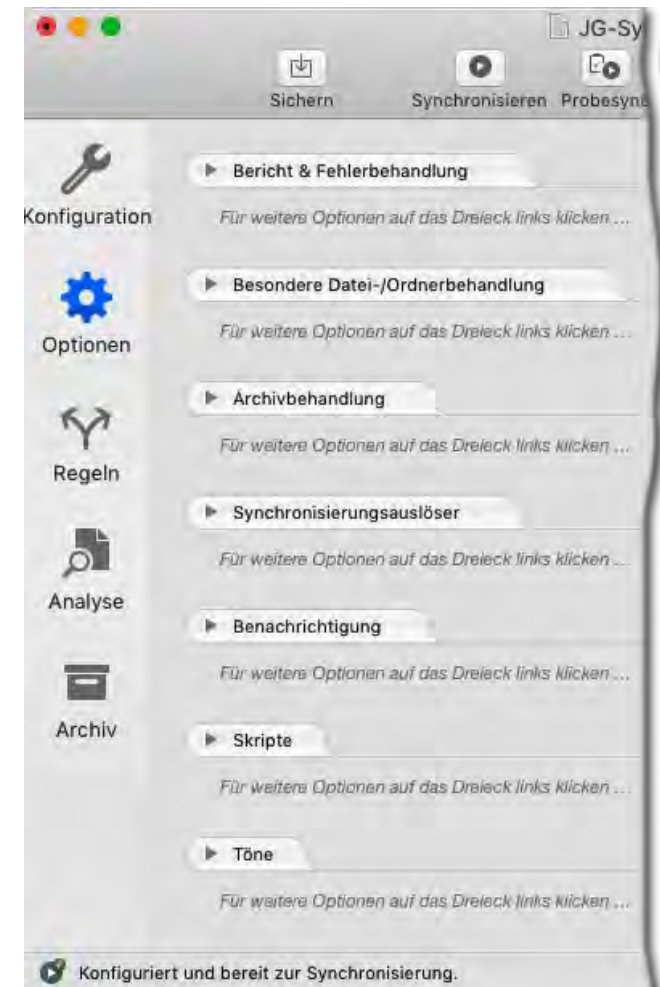 JG-Sy
Sichern Synchronisieren Probesyn
Konfiguration
Optionen
Regeln
Analyse
Archiv
Bericht & Fehlerbehandlung
Für weitere Optionen auf das Dreieck links klicken ...
Besondere Datei-/Ordnerbehandlung
Für weitere Optionen auf das Dreieck links klicken ...
Archivbehandlung
Für weitere Optionen auf das Dreieck links klicken ...
Synchronisierungsauslöser
Für weitere Optionen auf das Dreieck links klicken ...
Benachrichtigung
Für weitere Optionen auf das Dreieck links klicken ...
Skripte
Für weitere Optionen auf das Dreieck links klicken ...
Töne
Für weitere Optionen auf das Dreieck links klicken ...
Konfiguriert und bereit zur Synchronisierung.